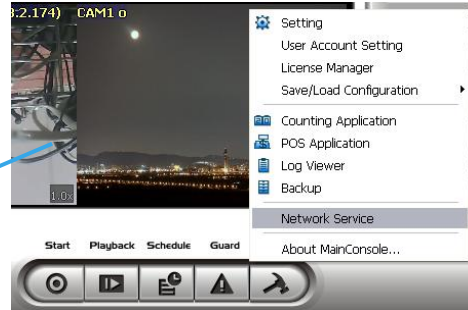 3.2.174) CAM1 o
1.0x
Setting
User Account Setting
License Manager
Save/Load Configuration
Counting Application
POS Application
Log Viewer
Backup
Network Service
About MainConsole...
Start Playback Schedule Guard